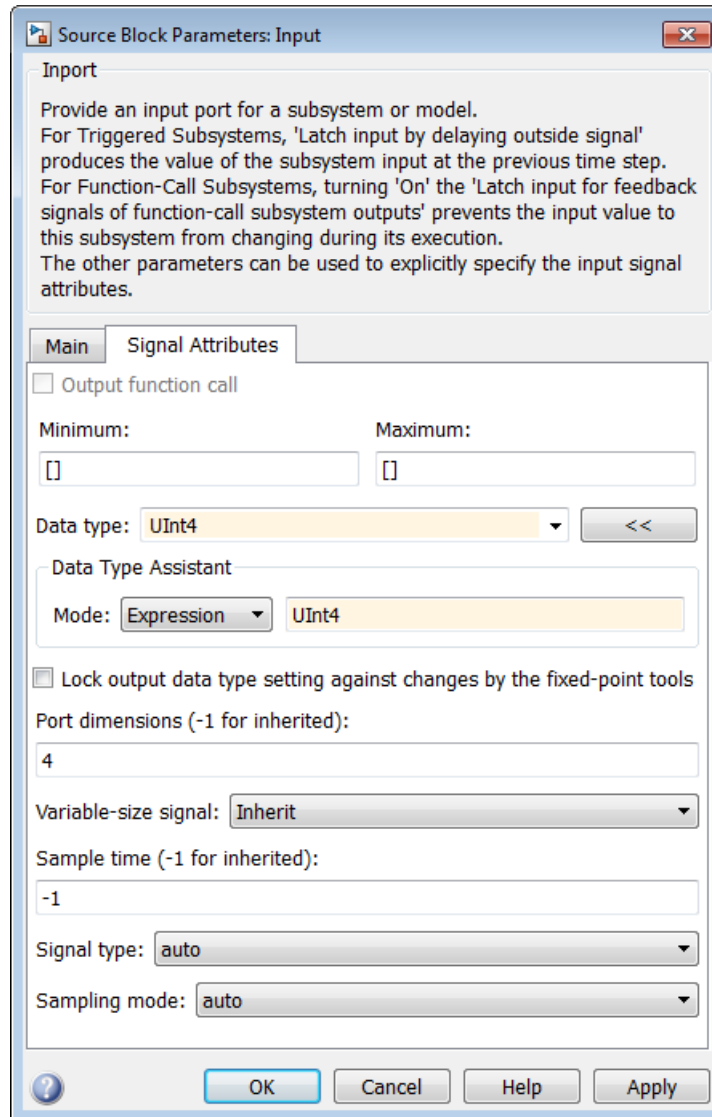 Source Block Parameters: Input
Inport
Provide an input port for a subsystem or model.
For Triggered Subsystems, 'Latch input by delaying outside signal'
produces the value of the subsystem input at the previous time step.
For Function-Call Subsystems, turning 'On' the 'Latch input for feedback
signals of function-call subsystem outputs' prevents the input value to
this subsystem from changing during its execution.
The other parameters can be used to explicitly specify the input signal
attributes.
Main Signal Attributes
Output function call
Minimum: Maximum:
[] []
Data type: UInt4 <<
Data Type Assistant
Mode: Expression UInt4
Lock output data type setting against changes by the fixed-point tools
Port dimensions (-1 for inherited):
4
Variable-size signal: Inherit
Sample time (-1 for inherited):
-1
Signal type: auto
Sampling mode: auto
? OK Cancel Help Apply